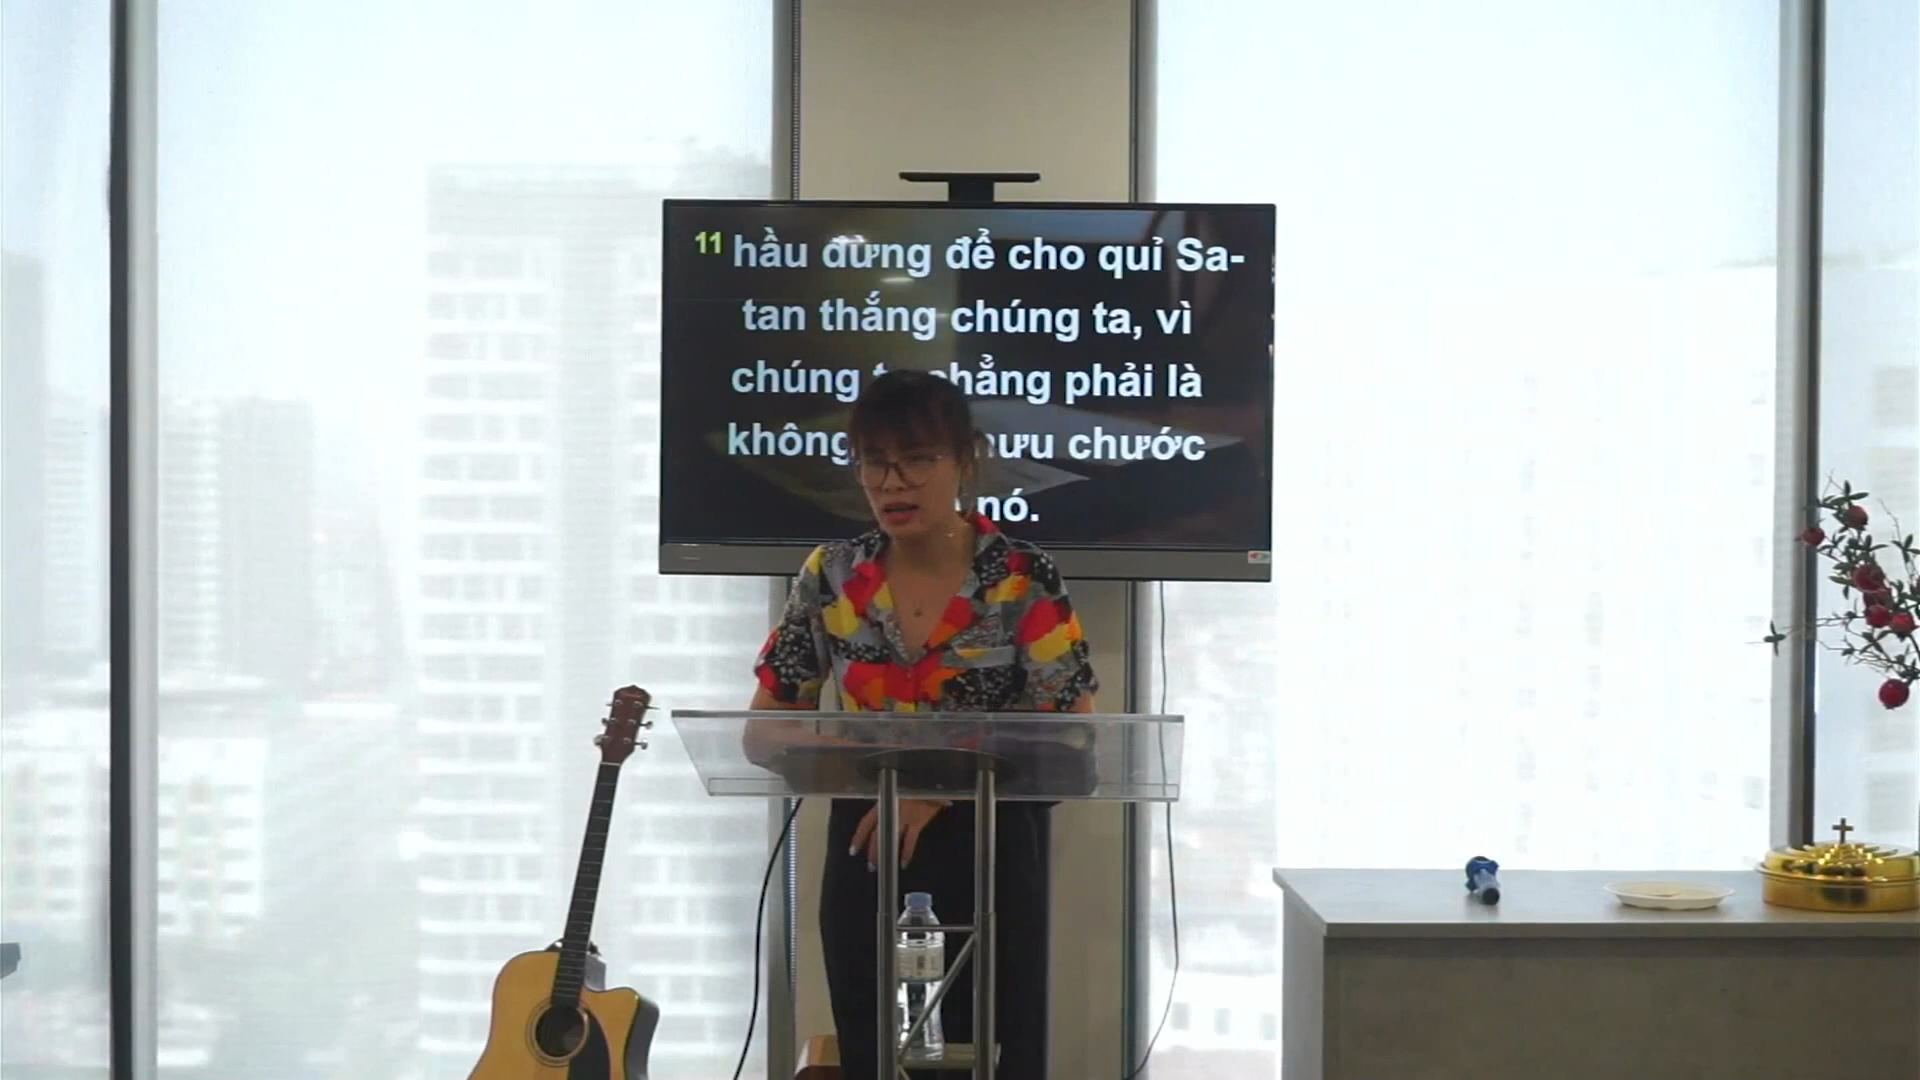 11 hầu đừng để cho quỉ Sa-
tan thắng chúng ta, vì
chúng chẳng phải là
không mưu chước
nó.